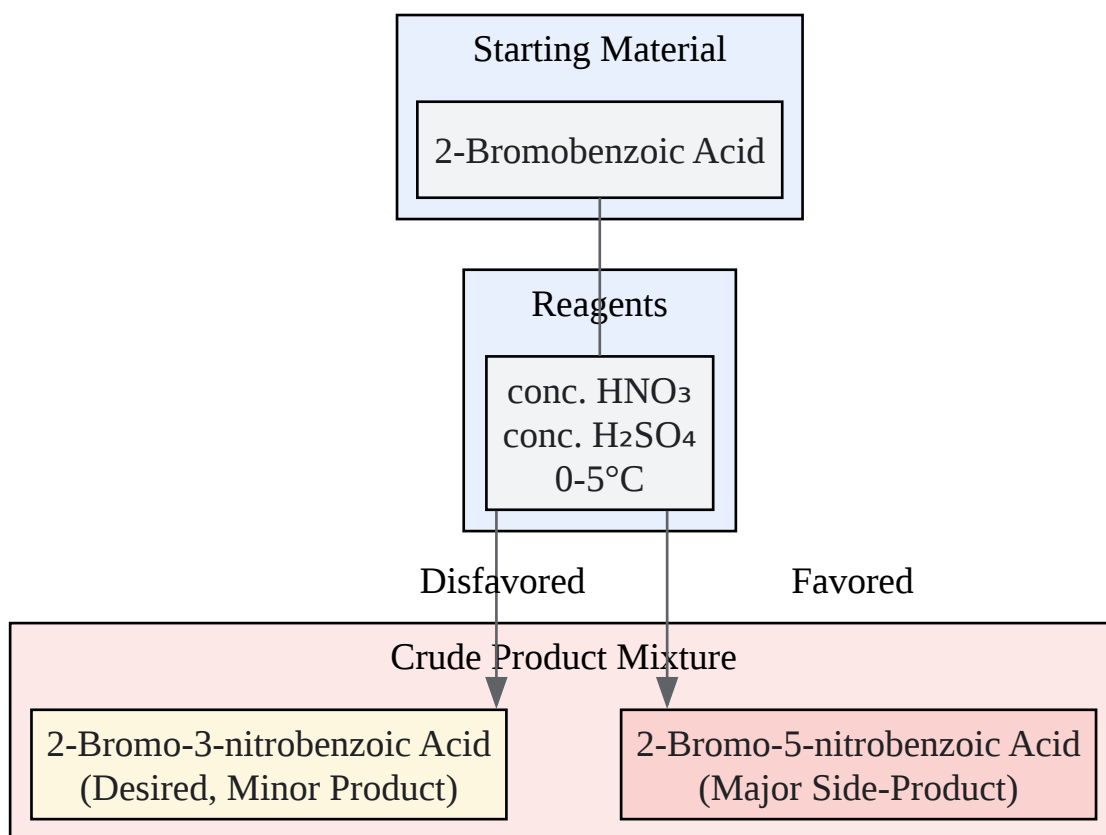 Starting Material
2-Bromobenzoic Acid
Reagents
conc. HNO₃
conc. H₂SO₄
0-5°C
Disfavored
Favored
Crude Product Mixture
2-Bromo-3-nitrobenzoic Acid
(Desired, Minor Product)
2-Bromo-5-nitrobenzoic Acid
(Major Side-Product)